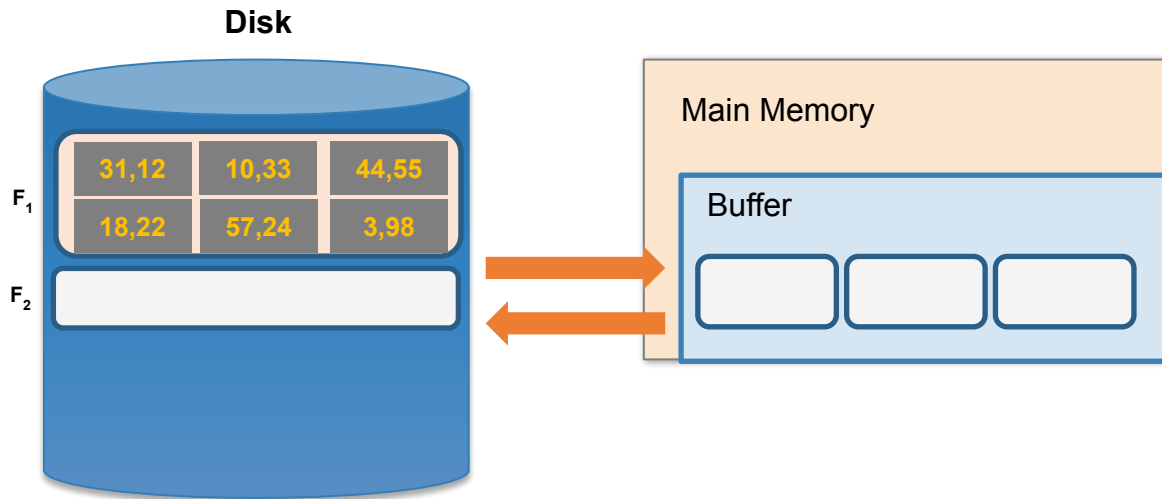 Disk
Main Memory
F1
31,12 10,33 44,55
18,22 57,24 3,98
Buffer
F2